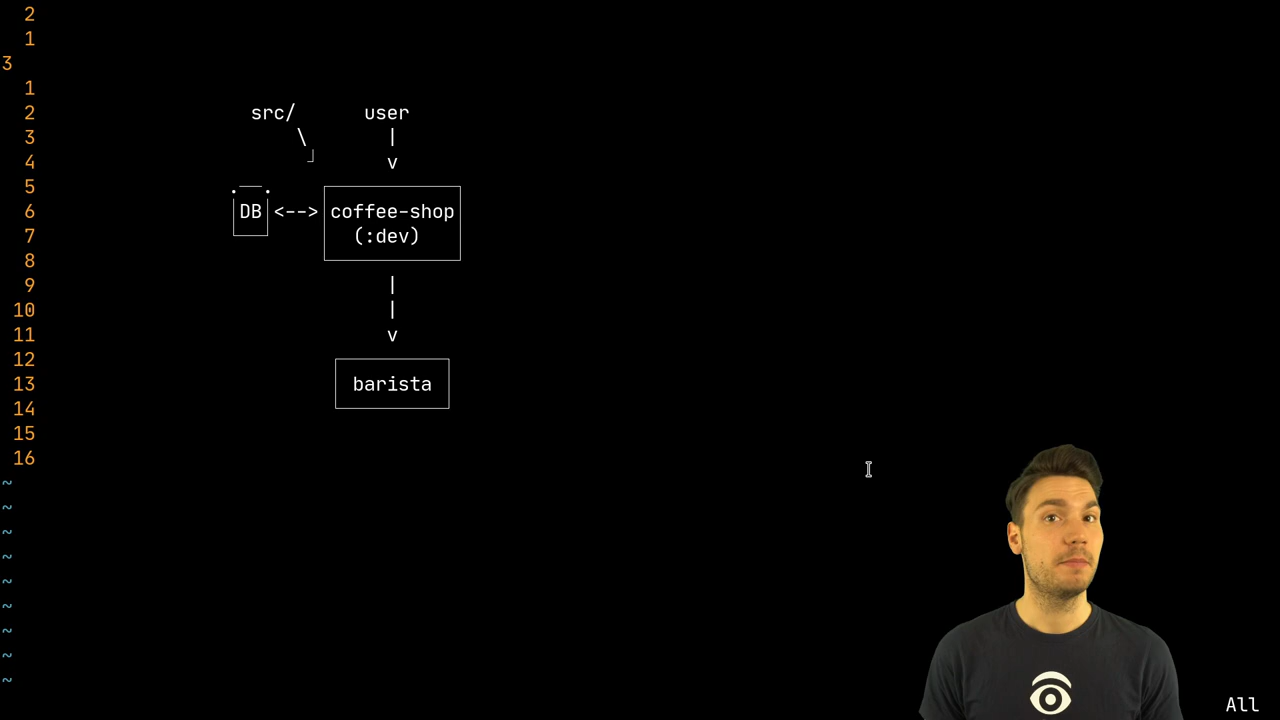 2
1
3
1
2 src/ user
3 \ |
4 ┘ v
5
6 DB <--> coffee-shop
7 (:dev)
8
9 |
10 |
11 v
12
13 barista
14
15
16
~
~
~
~
~
~
~
~
~
All